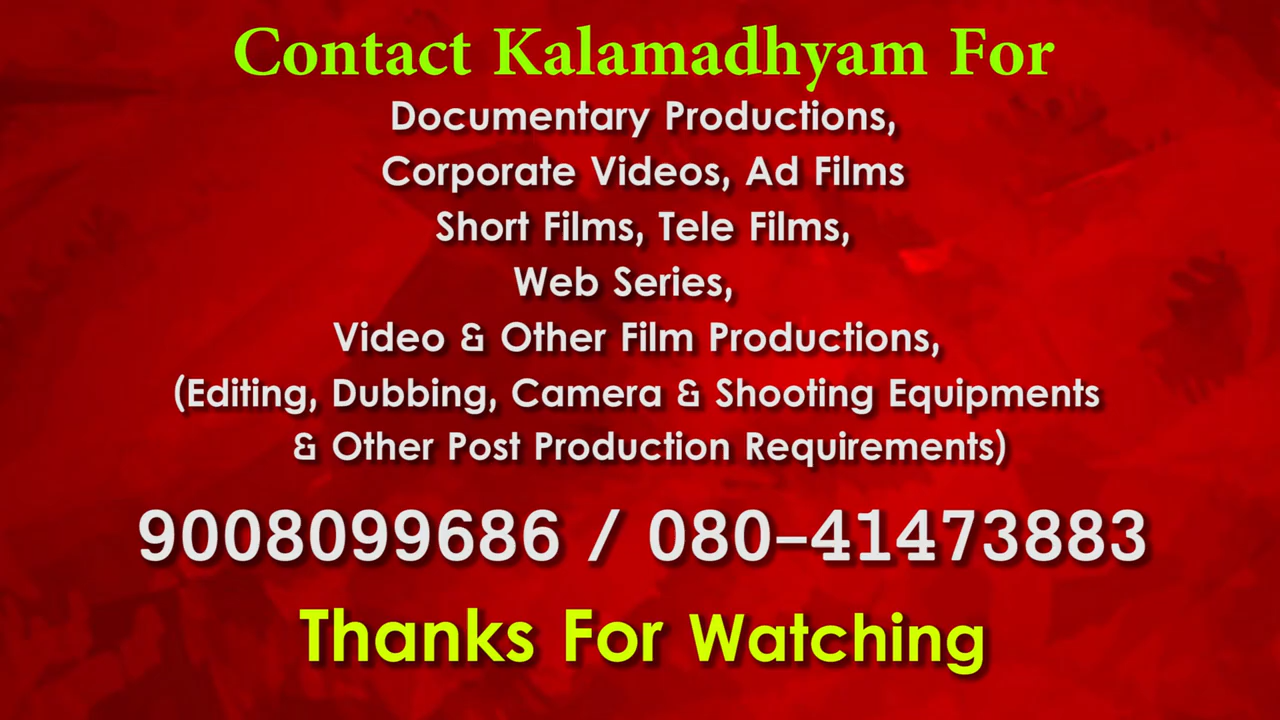 Contact Kalamadhyam For
Documentary Productions,
Corporate Videos, Ad Films
Short Films, Tele Films,
Web Series,
Video & Other Film Productions,
(Editing, Dubbing, Camera & Shooting Equipments
& Other Post Production Requirements)
9008099686 / 080-41473883
Thanks For Watching